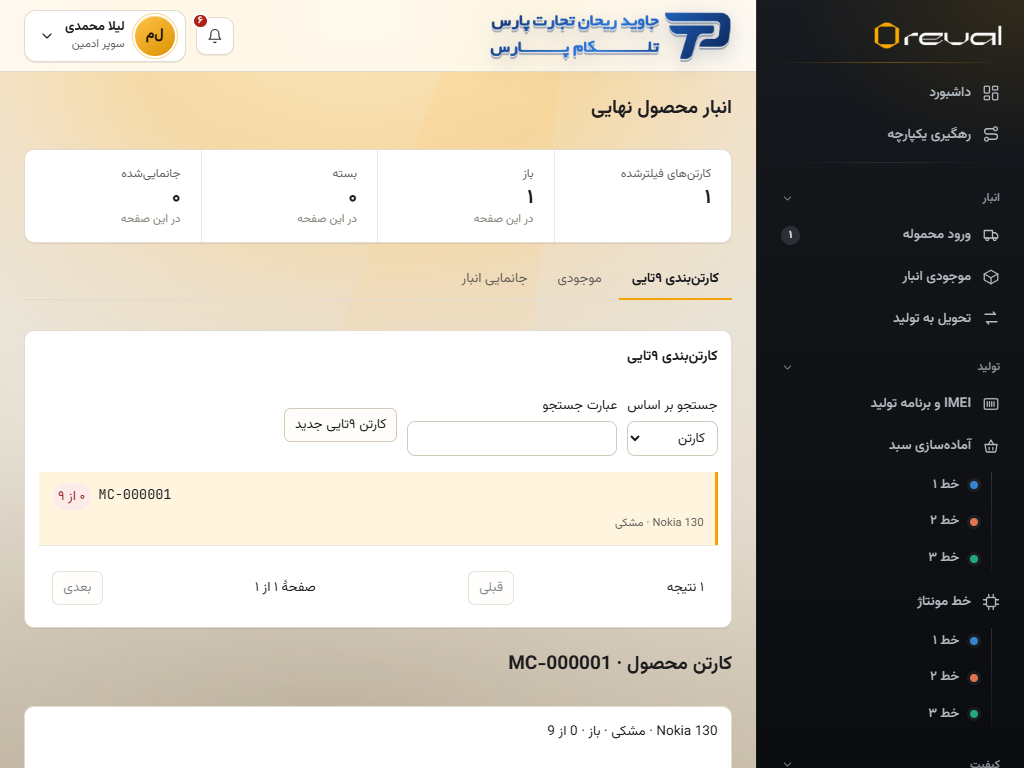 oreval
داشبورد
رهگیری یکپارچه
انبار
ورود محموله
۱
موجودی انبار
تحویل به تولید
تولید
IMEI و برنامه تولید
آماده‌سازی سبد
خط ۱
خط ۲
خط ۳
خط مونتاژ
خط ۱
خط ۲
خط ۳
کیفیت
جاوید ریحان تجارت پارس
تلکام پارس
۶
لم
لیلا محمدی
سوپر ادمین
انبار محصول نهایی
کارتن‌های فیلترشده
۱
باز
۱
در این صفحه
بسته
۰
در این صفحه
جانمایی‌شده
۰
در این صفحه
کارتن‌بندی ۹تایی
موجودی
جانمایی انبار
کارتن‌بندی ۹تایی
جستجو بر اساس
عبارت جستجو
کارتن
کارتن ۹تایی جدید
MC-000001
۰ از ۹
Nokia 130 · مشکی
۱ نتیجه
قبلی
صفحهٔ ۱ از ۱
بعدی
کارتن محصول · MC-000001
Nokia 130 · مشکی · باز · 0 از 9